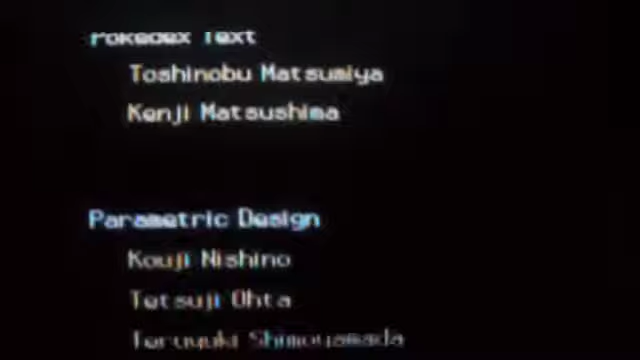 Pokedex Text
Toshinobu Matsumiya
Kenji Matsushima
Parametric Design
Kouji Nishino
Tetsuji Ohta
Teruyuki Shimoyamada